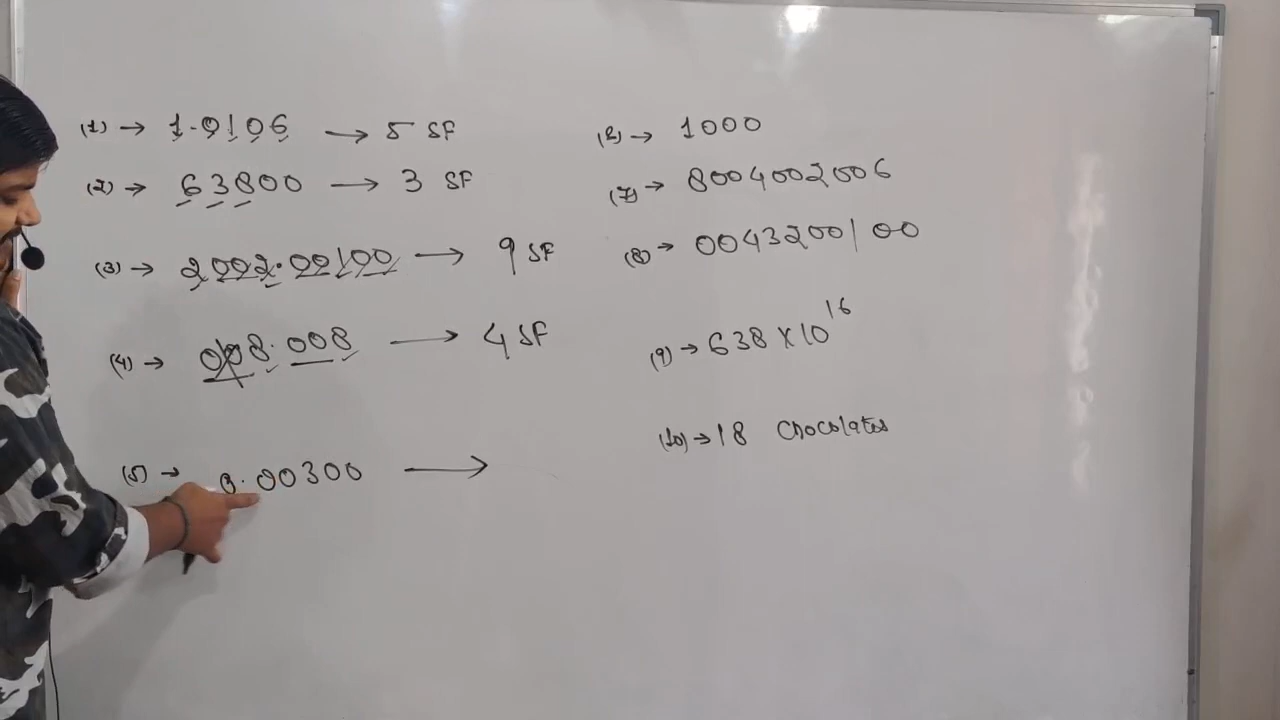 (1) → 1.0106 → 5 SF
(2) → 63800 → 3 SF
(3) → 2002.00100 → 9 SF
(4) → 008.008 → 4 SF
(5) → 0.00300 →
(6) → 1000
(7) → 8004002006
(8) → 0043200100
(9) → 638 X 10^16
(10) → 18 Chocolates